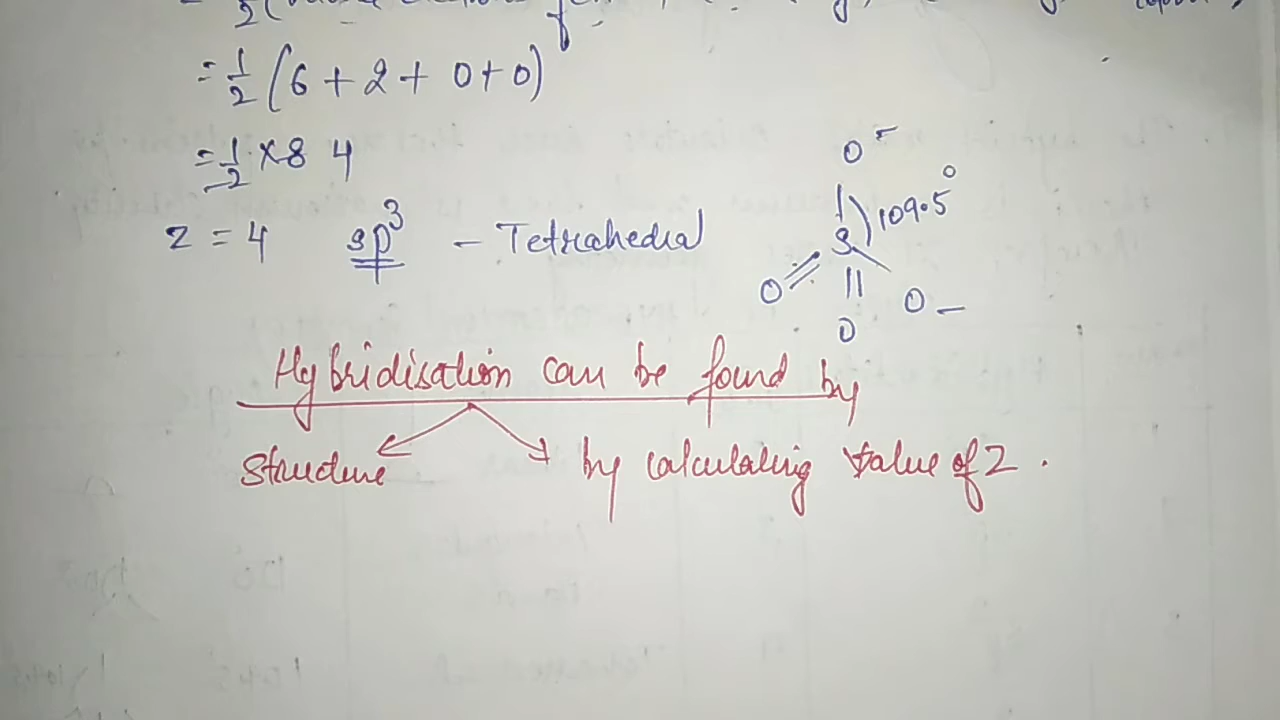 = 1/2 (6 + 2 + 0 + 0)
= 1/2 × 8 4
Z = 4 sp³ – Tetrahedral
O⁻
109.5°
S
O O –
O
Hybridisation can be found by
Structure by calculating value of Z .